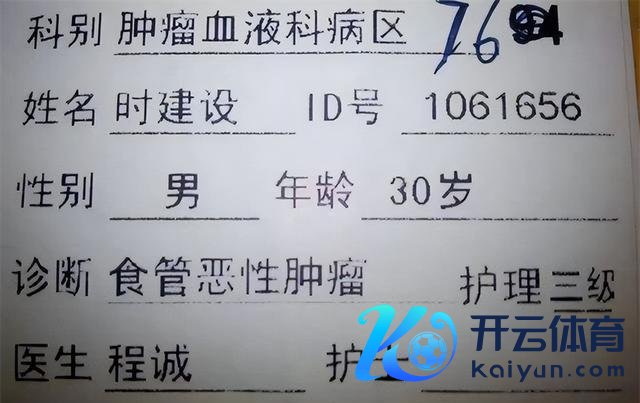 科别 肿瘤血液科病区 76
姓名 时建设 ID号 1061656
性别 男 年龄 30岁
诊断 食管恶性肿瘤 护理 三级
医生 程诚 护士
开云体育
kaiyun.com